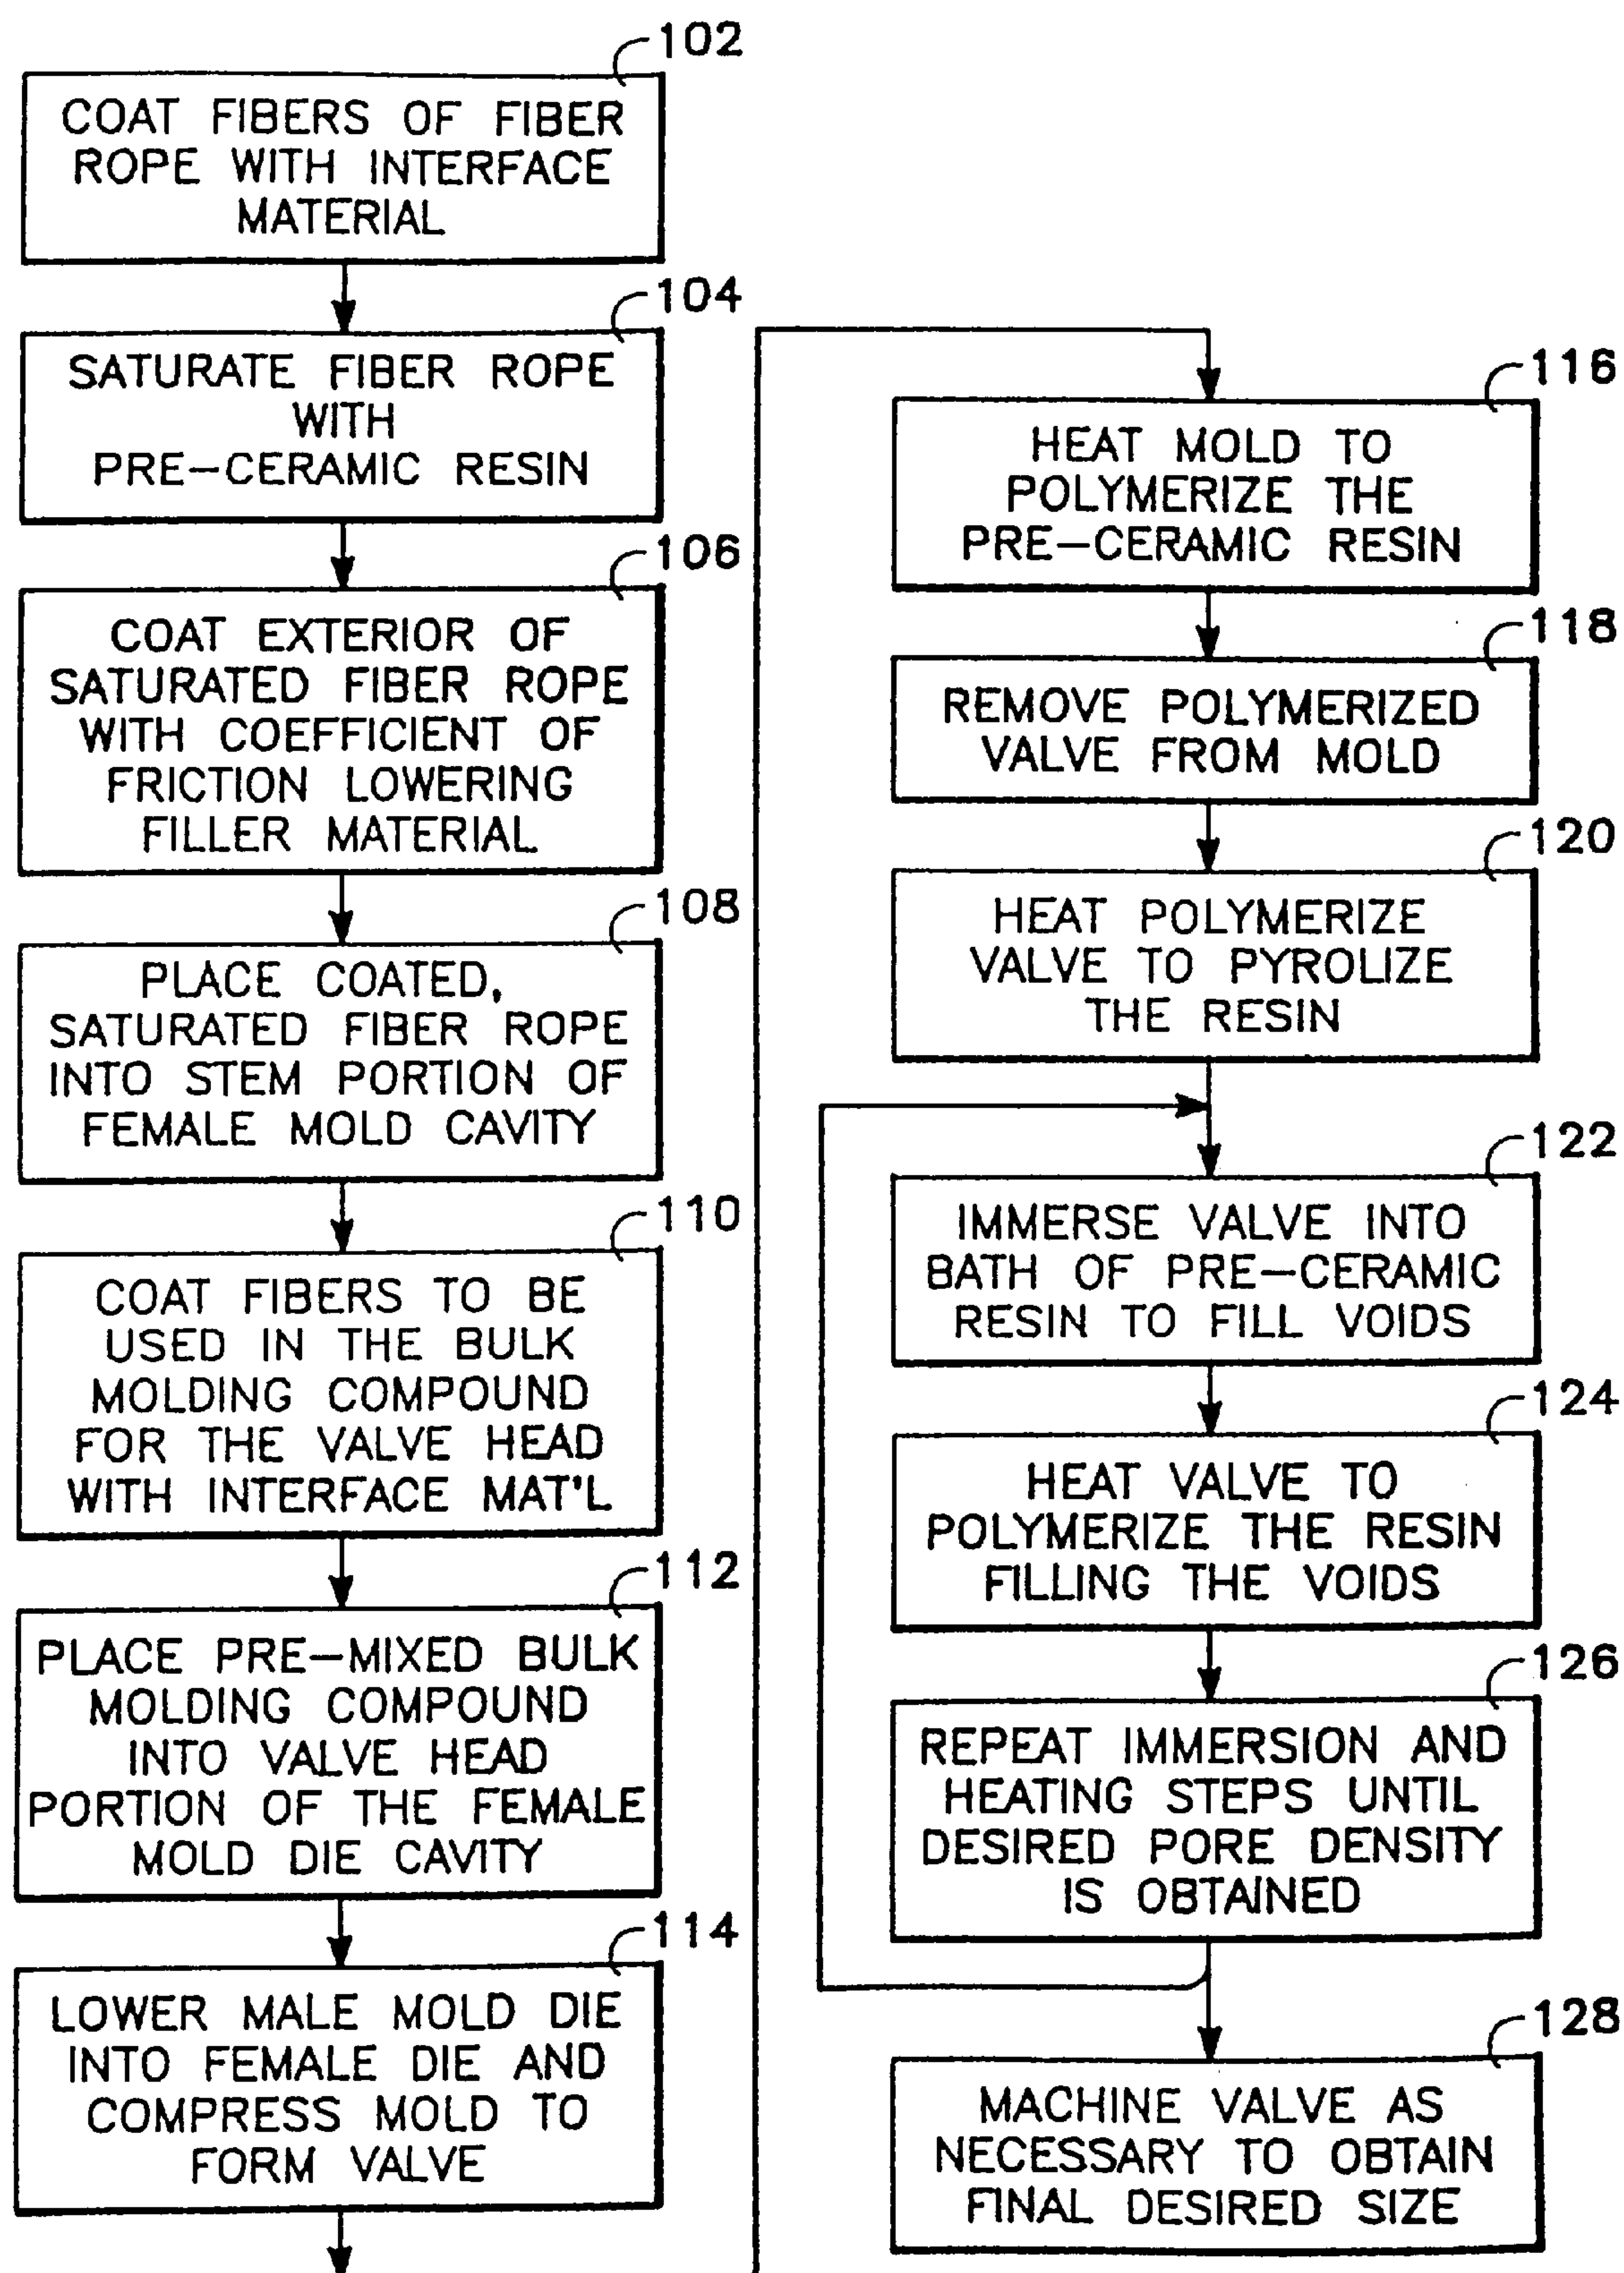 102
COAT FIBERS OF FIBER
ROPE WITH INTERFACE
MATERIAL
104
SATURATE FIBER ROPE
WITH
PRE-CERAMIC RESIN
106
COAT EXTERIOR OF
SATURATED FIBER ROPE
WITH COEFFICIENT OF
FRICTION LOWERING
FILLER MATERIAL
108
PLACE COATED,
SATURATED FIBER ROPE
INTO STEM PORTION OF
FEMALE MOLD CAVITY
110
COAT FIBERS TO BE
USED IN THE BULK
MOLDING COMPOUND
FOR THE VALVE HEAD
WITH INTERFACE MAT'L
112
PLACE PRE-MIXED BULK
MOLDING COMPOUND
INTO VALVE HEAD
PORTION OF THE FEMALE
MOLD DIE CAVITY
114
LOWER MALE MOLD DIE
INTO FEMALE DIE AND
COMPRESS MOLD TO
FORM VALVE
116
HEAT MOLD TO
POLYMERIZE THE
PRE-CERAMIC RESIN
118
REMOVE POLYMERIZED
VALVE FROM MOLD
120
HEAT POLYMERIZE
VALVE TO PYROLIZE
THE RESIN
122
IMMERSE VALVE INTO
BATH OF PRE-CERAMIC
RESIN TO FILL VOIDS
124
HEAT VALVE TO
POLYMERIZE THE RESIN
FILLING THE VOIDS
126
REPEAT IMMERSION AND
HEATING STEPS UNTIL
DESIRED PORE DENSITY
IS OBTAINED
128
MACHINE VALVE AS
NECESSARY TO OBTAIN
FINAL DESIRED SIZE